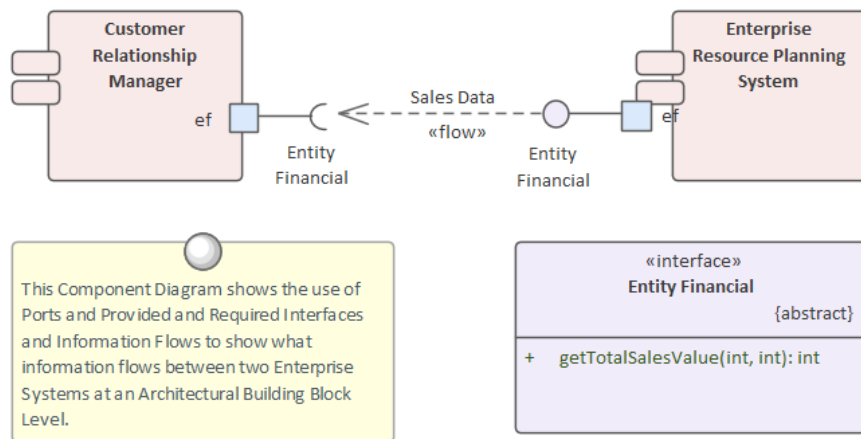 Customer
Relationship
Manager
ef
Entity
Financial
Sales Data
«flow»
Entity
Financial
Enterprise
Resource Planning
System
ef
This Component Diagram shows the use of
Ports and Provided and Required Interfaces
and Information Flows to show what
information flows between two Enterprise
Systems at an Architectural Building Block
Level.
«interface»
Entity Financial
{abstract}
+ getTotalSalesValue(int, int): int